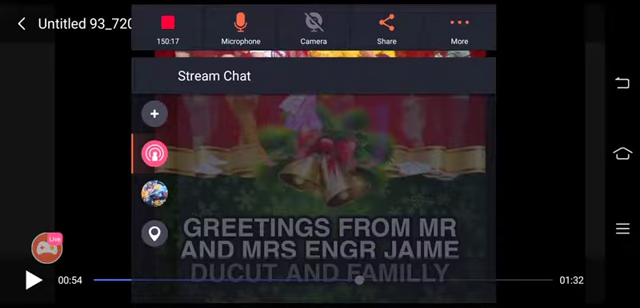 Untitled 93_720
150:17
Microphone
Camera
Share
More
Stream Chat
Live
GREETINGS FROM MR
AND MRS ENGR JAIME
DUCUT AND FAMILLY
00:54
01:32